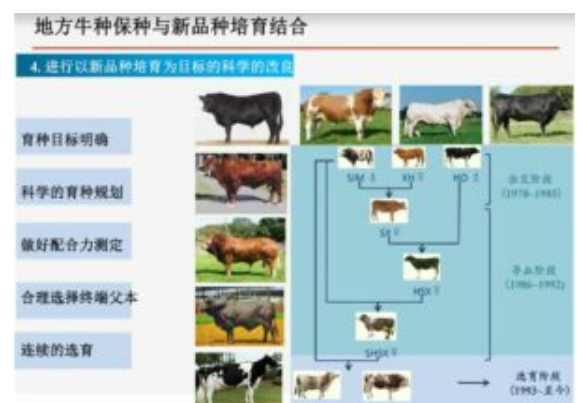 地方牛种保种与新品种培育结合
4. 进行以新品种培育为目标的科学的改良
育种目标明确
科学的育种规划
做好配合力测定
合理选择终端父本
连续的选育
SIM ♂
XH ♀
HO ♂
杂交阶段
(1978-1985)
SX ♀
HSX ♀
导血阶段
(1986-1992)
SHSX ♀
选育阶段
(1993-至今)